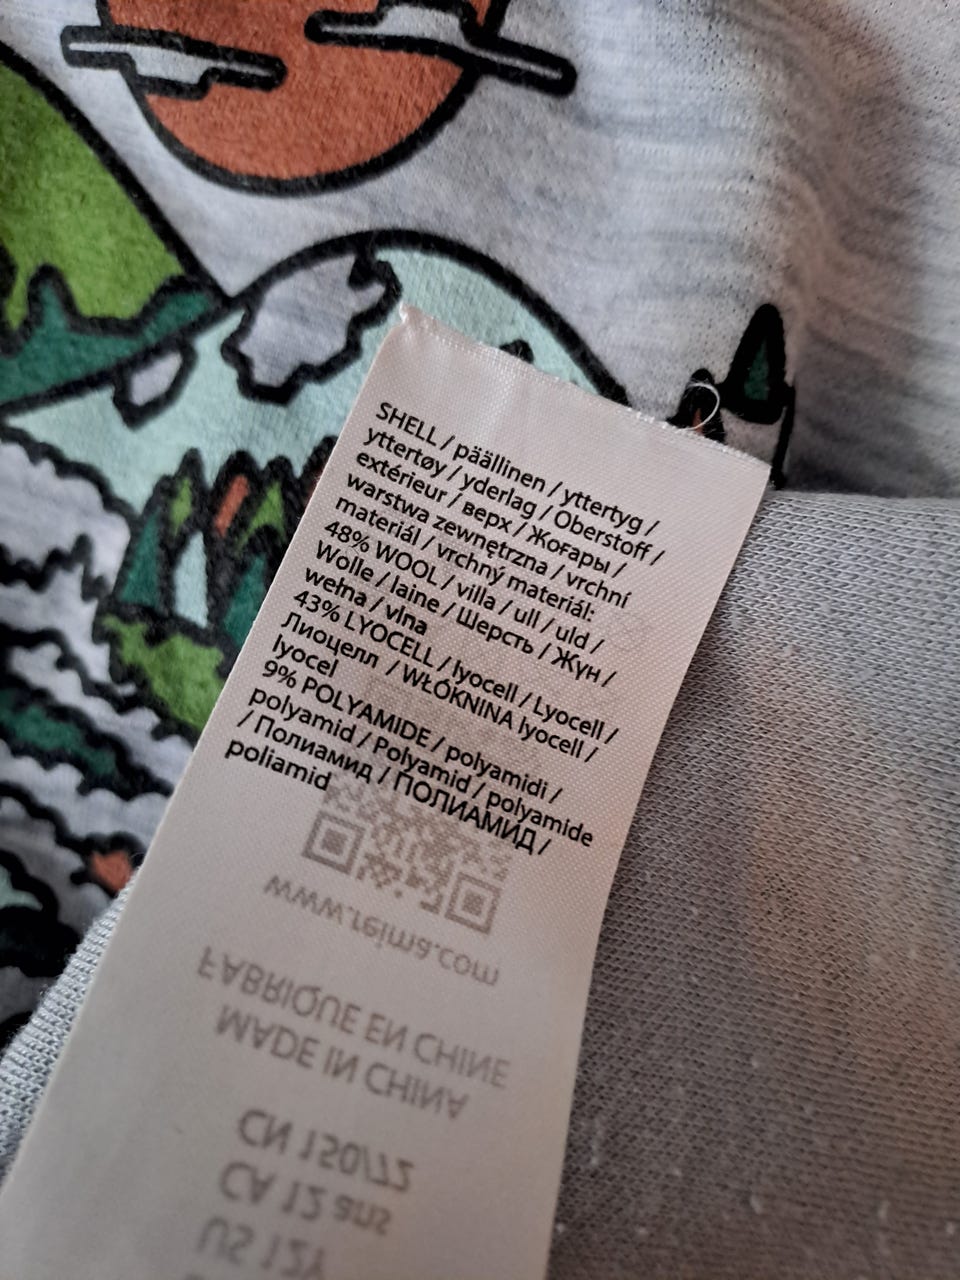 SHELL / päällinen / yttertyg /
yttertøy / yderlag / Oberstoff /
extérieur / верх / Жоғары /
warstwa zewnętrzna / vrchní
materiál / vrchný materiál:
48% WOOL / villa / ull / uld /
Wolle / laine / Шерсть / Жүн /
wełna / vlna
43% LYOCELL / lyocell / Lyocell /
Лиоцелл / WŁÓKNINA lyocell /
lyocel
9% POLYAMIDE / polyamidi /
polyamid / Polyamid / polyamide
/ Полиамид / ПОЛИАМИД /
poliamid
www.reima.com
FABRIQUE EN CHINE
MADE IN CHINA
CN 150/72
CA 12 ans
US 12Y